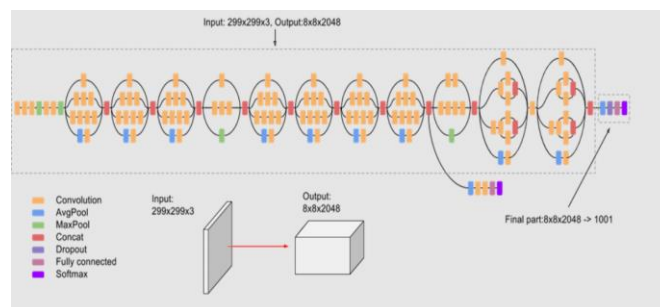 Input: 299x299x3, Output:8x8x2048
Input:
299x299x3
Output:
8x8x2048
Convolution
AvgPool
MaxPool
Concat
Dropout
Fully connected
Softmax
Final part:8x8x2048 -> 1001